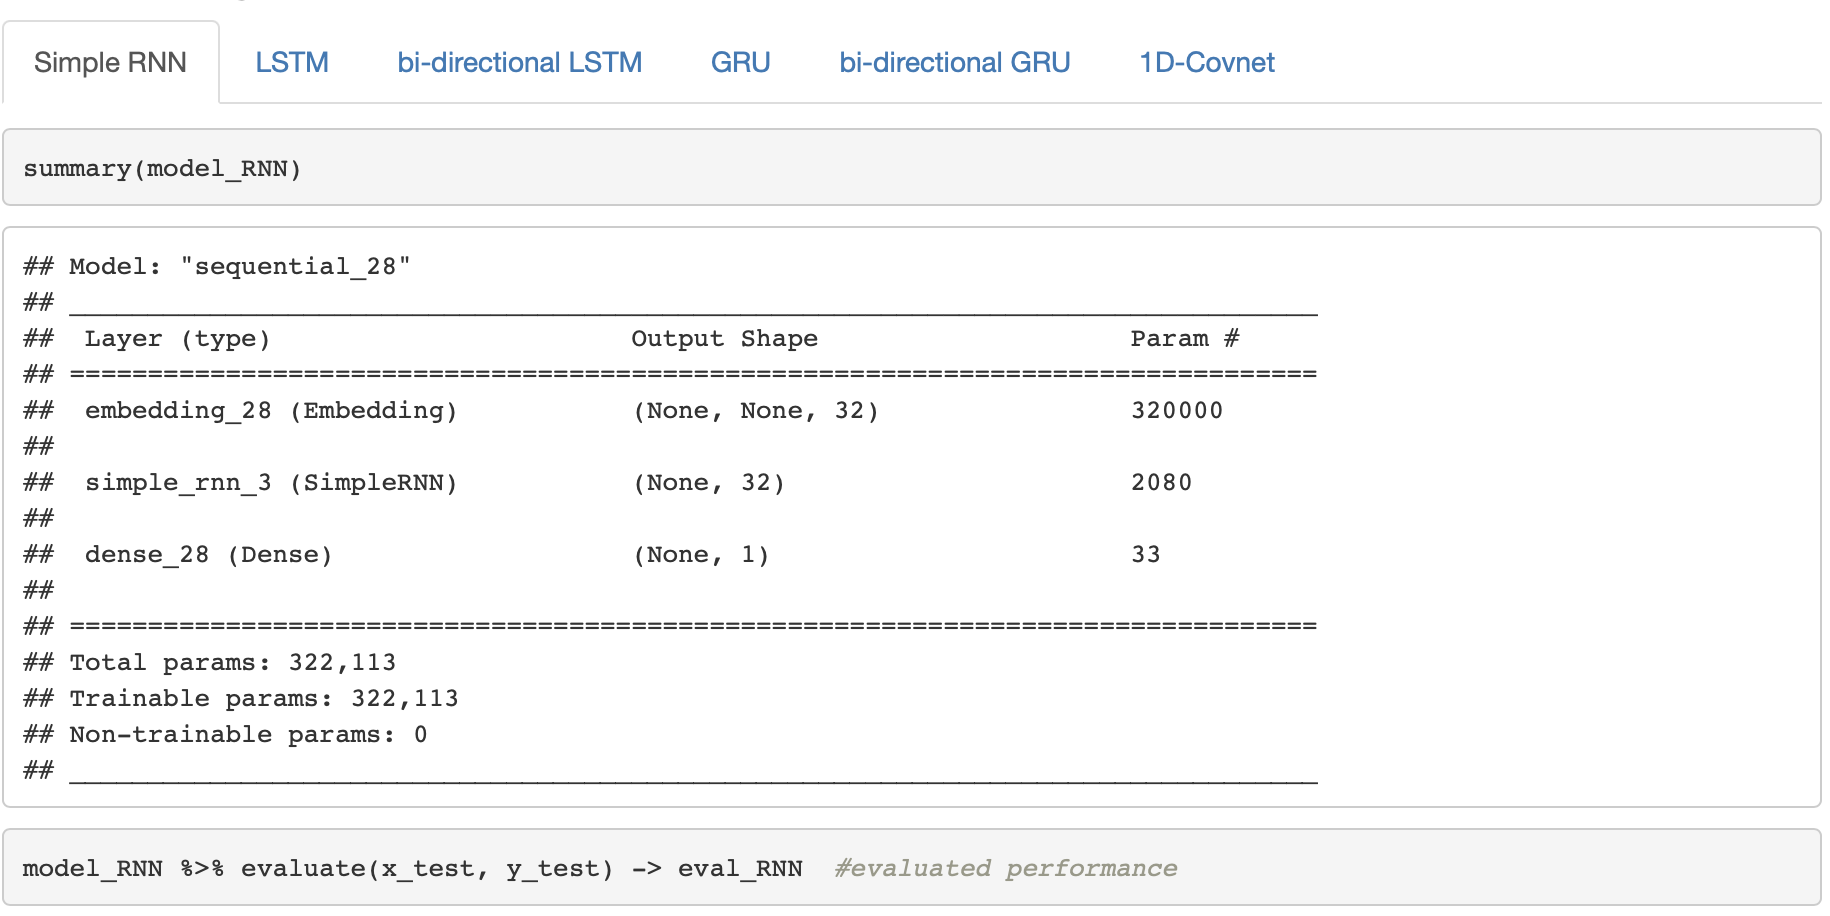 Simple RNN LSTM bi-directional LSTM GRU bi-directional GRU 1D-Covnet
summary(model_RNN)
## Model: "sequential_28"
## ________________________________________________________________________________
##  Layer (type)                       Output Shape                    Param #
## ================================================================================
##  embedding_28 (Embedding)           (None, None, 32)                320000
##
##  simple_rnn_3 (SimpleRNN)           (None, 32)                      2080
##
##  dense_28 (Dense)                   (None, 1)                       33
##
## ================================================================================
## Total params: 322,113
## Trainable params: 322,113
## Non-trainable params: 0
## ________________________________________________________________________________
model_RNN %>% evaluate(x_test, y_test) -> eval_RNN  #evaluated performance